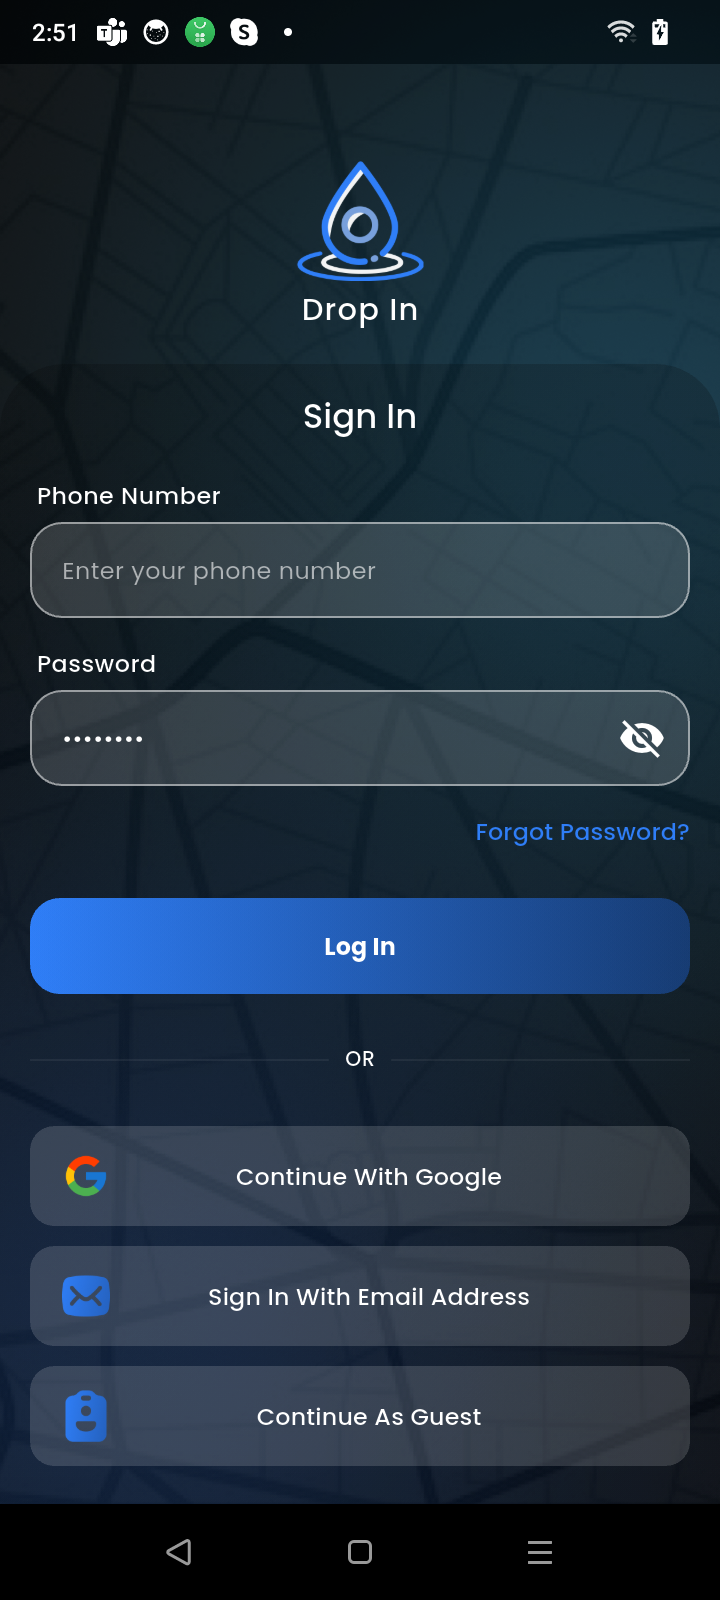 2:51
Drop In
Sign In
Phone Number
Enter your phone number
Password
••••••••
Forgot Password?
Log In
OR
Continue With Google
Sign In With Email Address
Continue As Guest